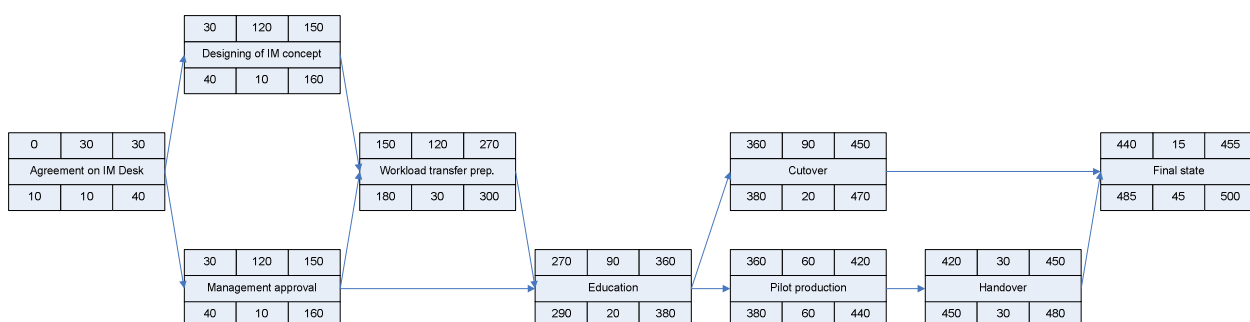 30 120 150
Designing of IM concept
40 10 160
0 30 30
Agreement on IM Desk
10 10 40
30 120 150
Management approval
40 10 160
150 120 270
Workload transfer prep.
180 30 300
270 90 360
Education
290 20 380
360 90 450
Cutover
380 20 470
360 60 420
Pilot production
380 60 440
420 30 450
Handover
450 30 480
440 15 455
Final state
485 45 500